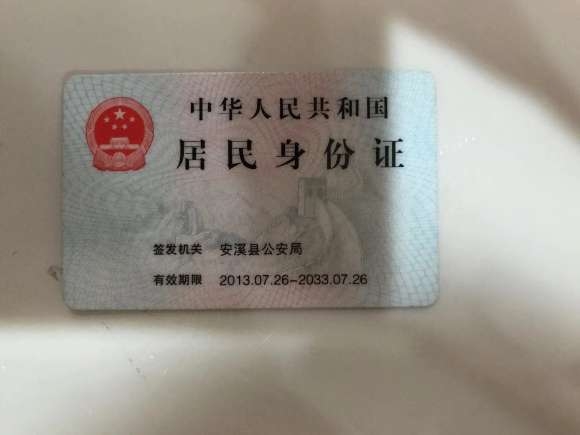 中华人民共和国
居民身份证
签发机关 安溪县公安局
有效期限 2013.07.26-2033.07.26